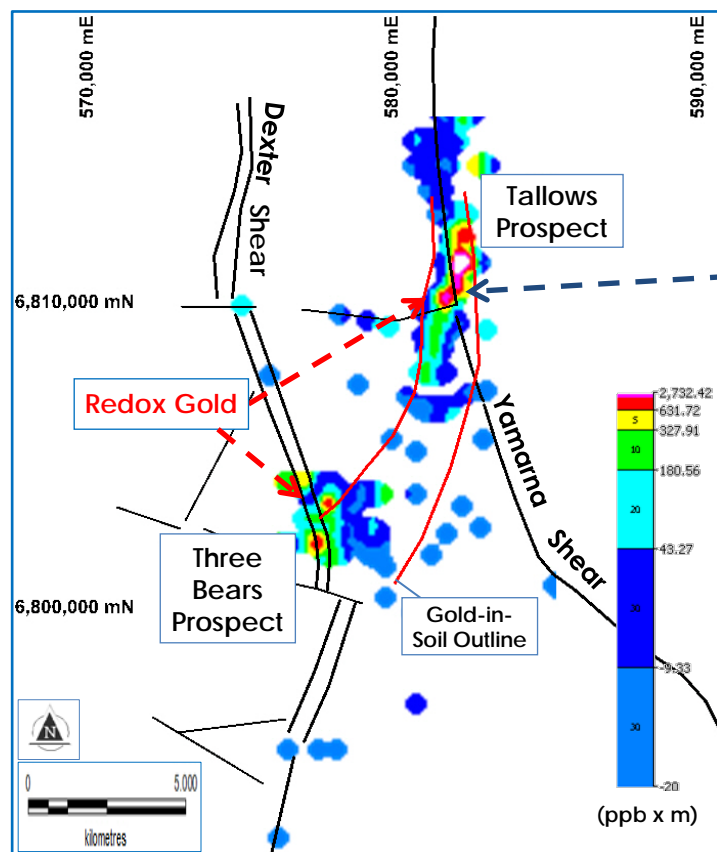 570,000 mE
580,000 mE
590,000 mE
Dexter Shear
Tallows
Prospect
6,810,000 mN
Redox Gold
Yamarna Shear
Three
Bears
Prospect
6,800,000 mN
Gold-in-
Soil Outline
2,732.42
631.72
5
327.91
10
180.56
20
43.27
30
-9.33
30
-20
(ppb x m)
N
0
5.000
kilometres